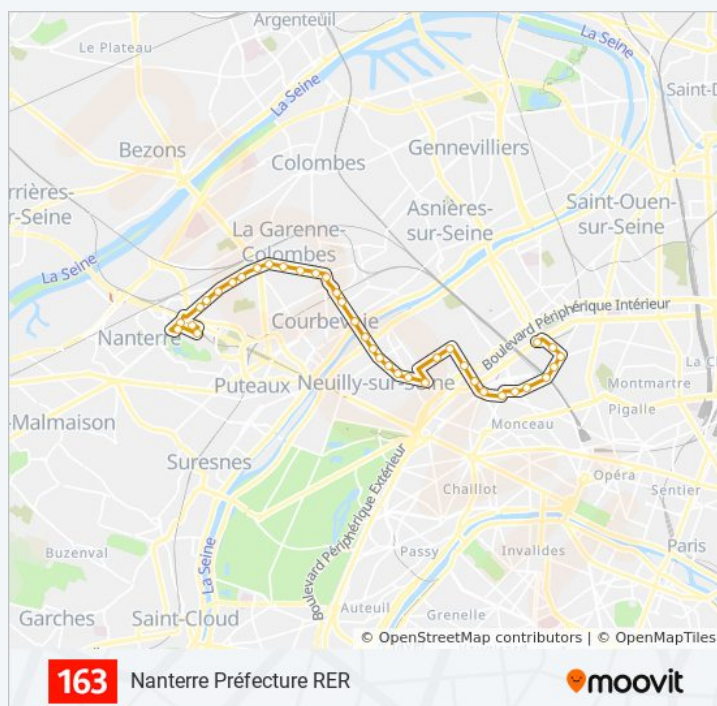 Argenteuil
La Seine
Le Plateau
La Seine
Saint-D
Bezons
Gennevilliers
Colombes
rrières-
r-Seine
Saint-Ouen-
sur-Seine
Asnières-
sur-Seine
La Garenne-
Colombes
La Seine
Boulevard Périphérique Intérieur
Courbevoie
Nanterre
La C
Puteaux
Neuilly-sur-Seine
Montmartre
Pigalle
-Malmaison
Monceau
Suresnes
Opéra
Chaillot
Sentier
Boulevard Périphérique Extérieur
Buzenval
La Seine
Passy
Invalides
Paris
Garches
Saint-Cloud
Auteuil
Grenelle
© OpenStreetMap contributors | © OpenMapTiles
163 Nanterre Préfecture RER moovit